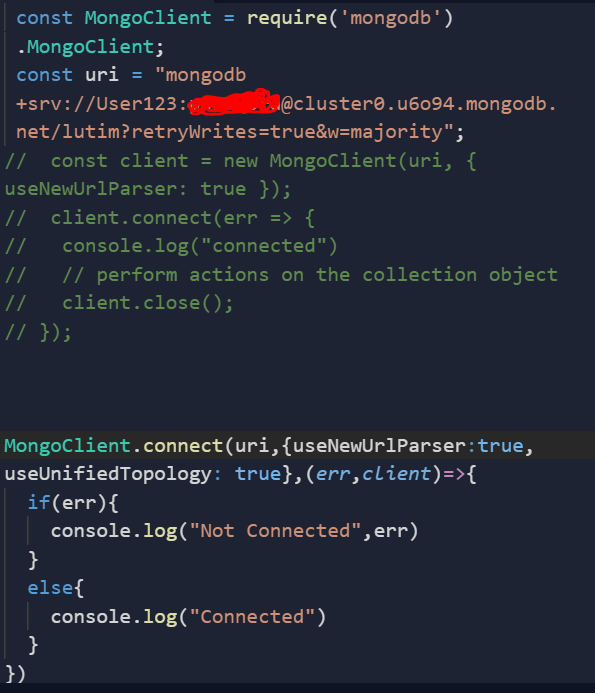 const MongoClient = require('mongodb')
.MongoClient;
const uri = "mongodb
+srv://User123:@cluster0.u6o94.mongodb.
net/lutim?retryWrites=true&w=majority";
//  const client = new MongoClient(uri, {
useNewUrlParser: true });
//  client.connect(err => {
//   console.log("connected")
//   // perform actions on the collection object
//   client.close();
// });
MongoClient.connect(uri,{useNewUrlParser:true,
useUnifiedTopology: true},(err,client)=>{
  if(err){
    console.log("Not Connected",err)
  }
  else{
    console.log("Connected")
  }
})